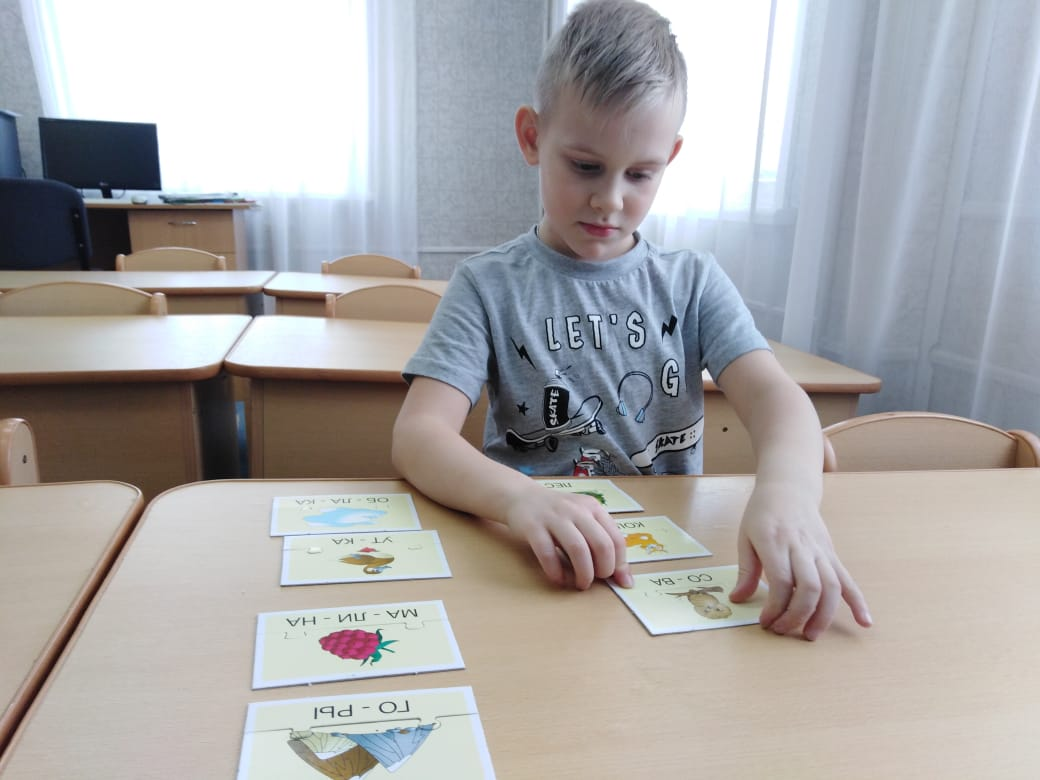 LET'S
G
SKATE
SKATE
ОБ - ЛА - КА
УТ - КА
МА - ЛИ - НА
ГО - РЫ
ЛЕС
СО - ВА